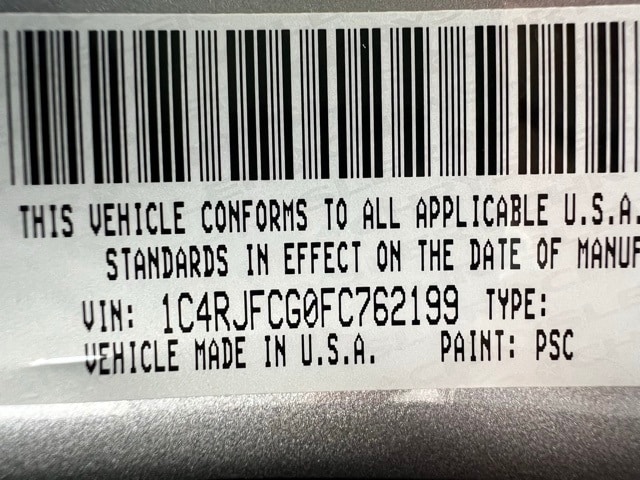 THIS VEHICLE CONFORMS TO ALL APPLICABLE U.S.A.
STANDARDS IN EFFECT ON THE DATE OF MANUF
VIN: 1C4RJFCG0FC762199 TYPE:
VEHICLE MADE IN U.S.A. PAINT: PSC